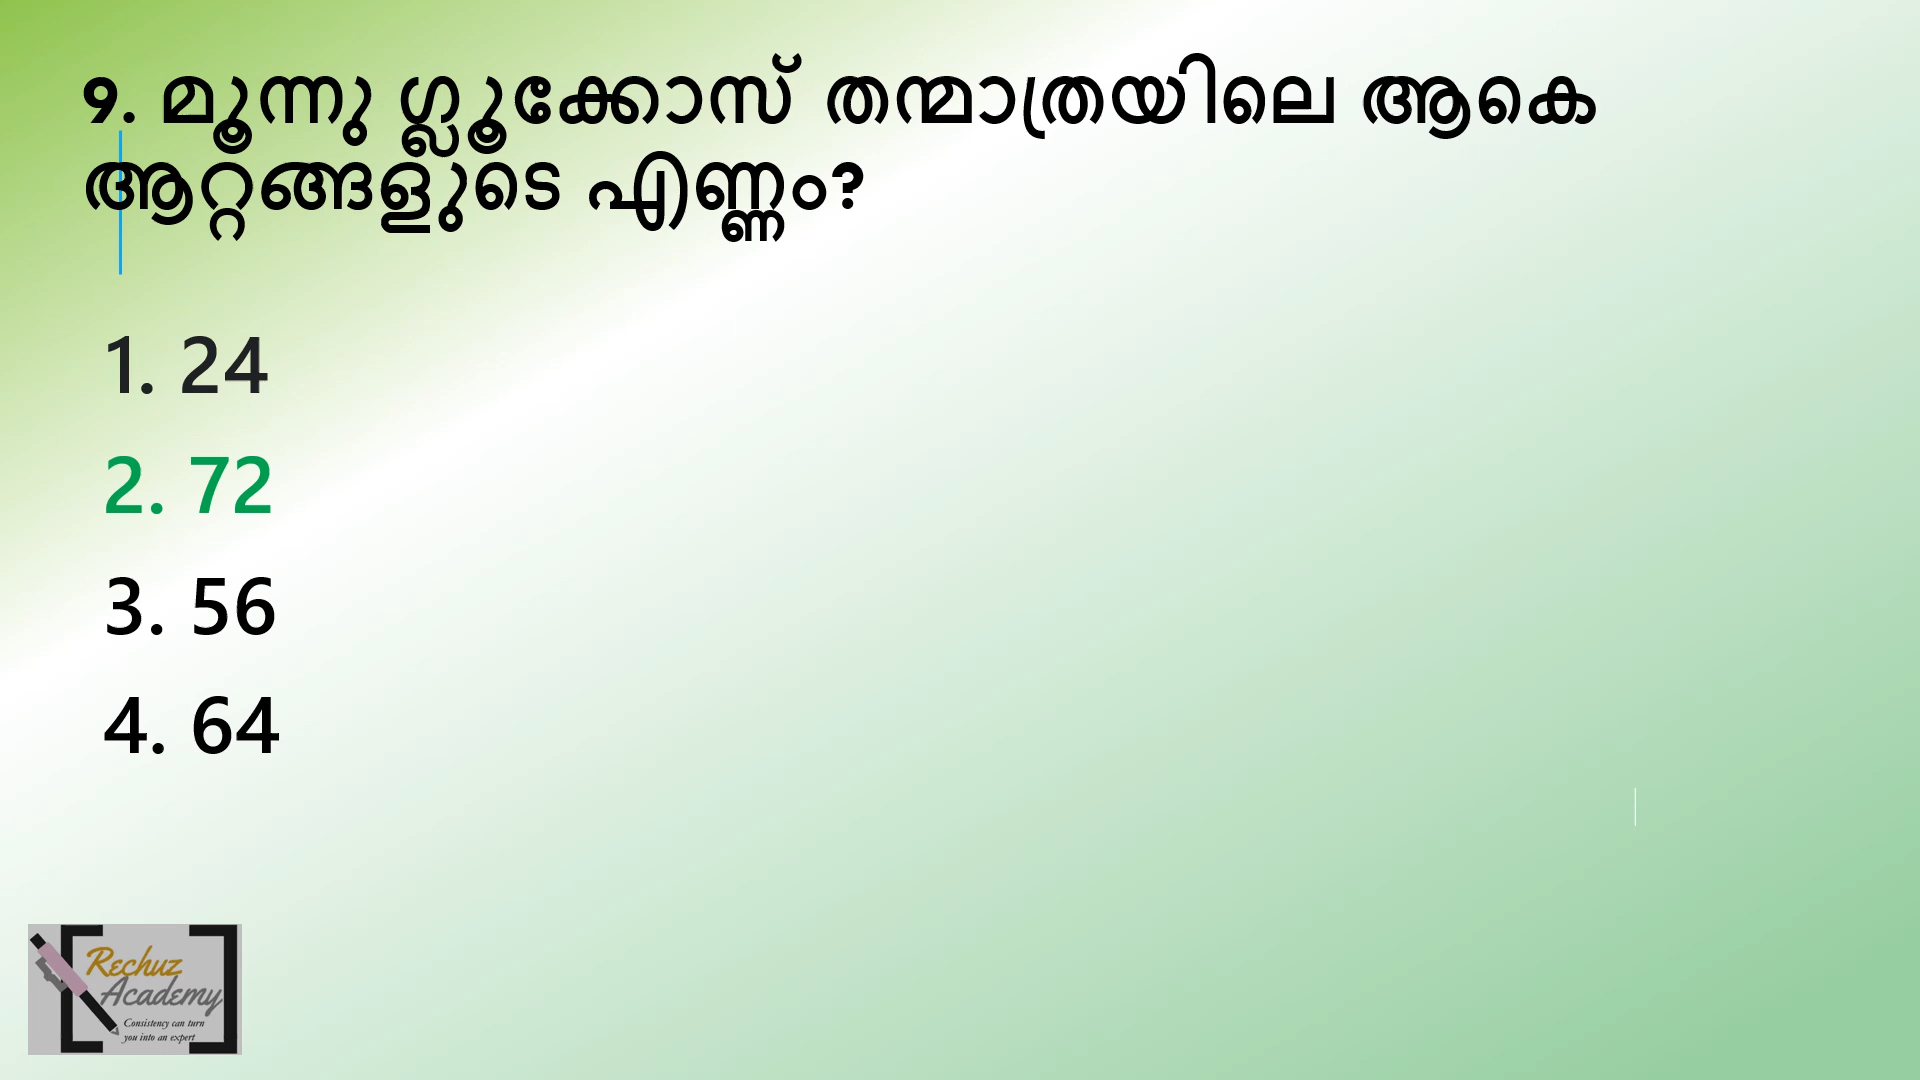 9. മൂന്നു ഗ്ലൂക്കോസ് തന്മാത്രയിലെ ആകെ
ആറ്റങ്ങളുടെ എണ്ണം?
1. 24
2. 72
3. 56
4. 64
Rechuz
Academy
Consistency can turn
you into an expert